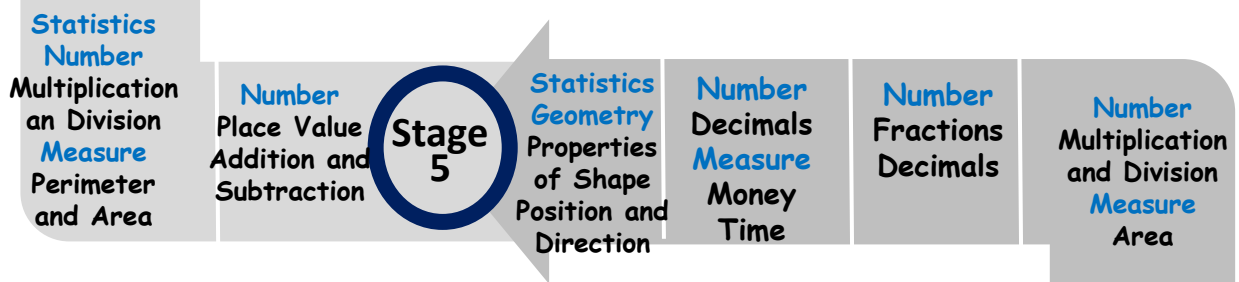 Statistics
Number
Multiplication
an Division
Measure
Perimeter
and Area
Number
Place Value
Addition and
Subtraction
Stage
5
Statistics
Geometry
Properties
of Shape
Position and
Direction
Number
Decimals
Measure
Money
Time
Number
Fractions
Decimals
Number
Multiplication
and Division
Measure
Area